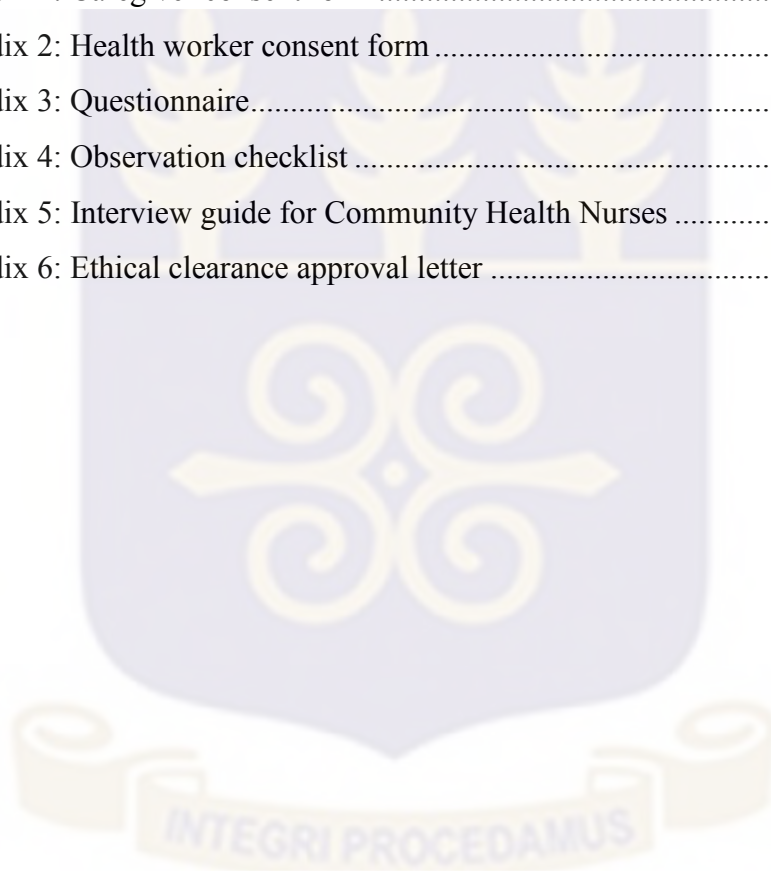 dix 2: Health worker consent form ....................................
dix 3: Questionnaire.............................................................
dix 4: Observation checklist ................................................
dix 5: Interview guide for Community Health Nurses ............
dix 6: Ethical clearance approval letter ..................................
INTEGRI PROCEDAMUS